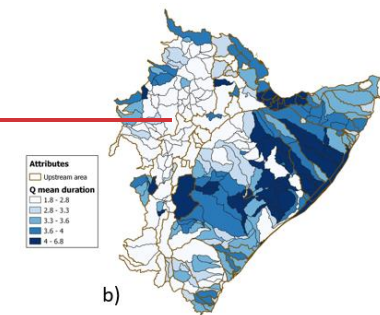 Attributes
Upstream area
Q mean duration
1.8 - 2.8
2.8 - 3.3
3.3 - 3.6
3.6 - 4
4 - 6.8
b)